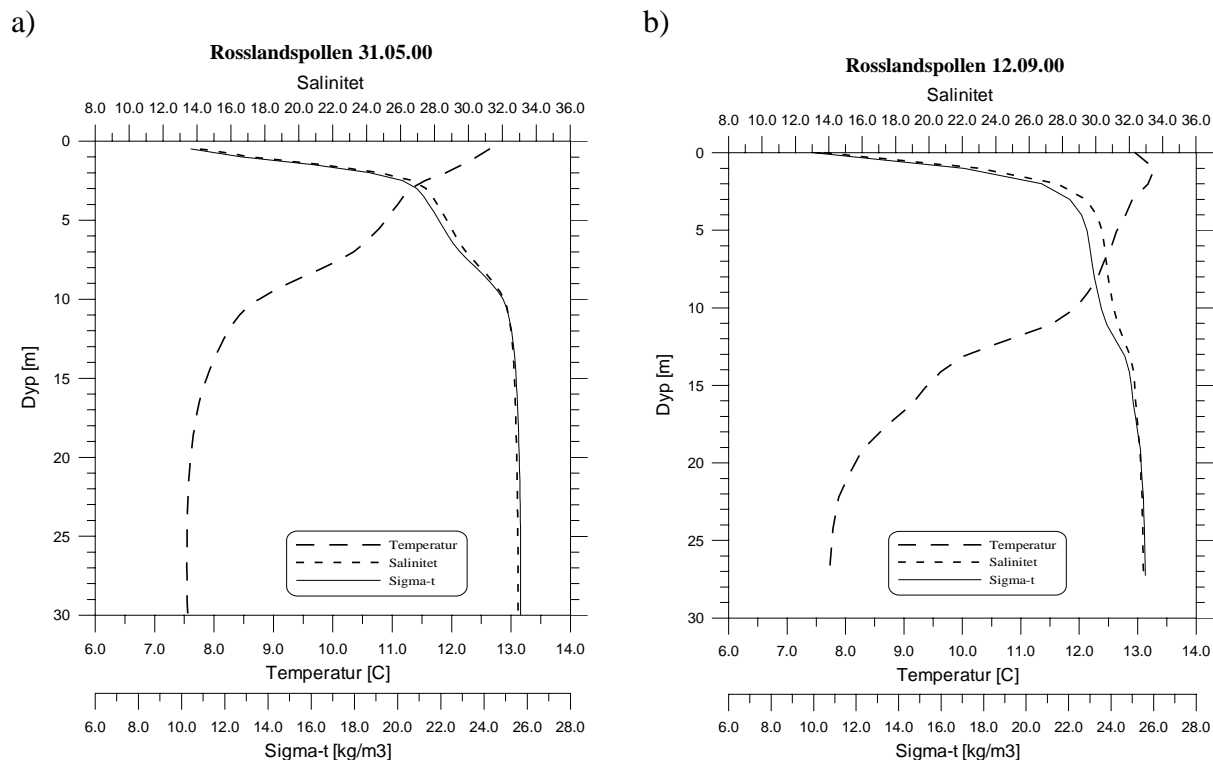 a)
Rosslandspollen 31.05.00
Salinitet
8.0 10.0 12.0 14.0 16.0 18.0 20.0 22.0 24.0 26.0 28.0 30.0 32.0 34.0 36.0
0
5
10
15
20
25
30
Dyp [m]
Temperatur
Salinitet
Sigma-t
6.0 7.0 8.0 9.0 10.0 11.0 12.0 13.0 14.0
Temperatur [C]
6.0 8.0 10.0 12.0 14.0 16.0 18.0 20.0 22.0 24.0 26.0 28.0
Sigma-t [kg/m3]
b)
Rosslandspollen 12.09.00
Salinitet
8.0 10.0 12.0 14.0 16.0 18.0 20.0 22.0 24.0 26.0 28.0 30.0 32.0 34.0 36.0
0
5
10
15
20
25
30
Dyp [m]
Temperatur
Salinitet
Sigma-t
6.0 7.0 8.0 9.0 10.0 11.0 12.0 13.0 14.0
Temperatur [C]
6.0 8.0 10.0 12.0 14.0 16.0 18.0 20.0 22.0 24.0 26.0 28.0
Sigma-t [kg/m3]